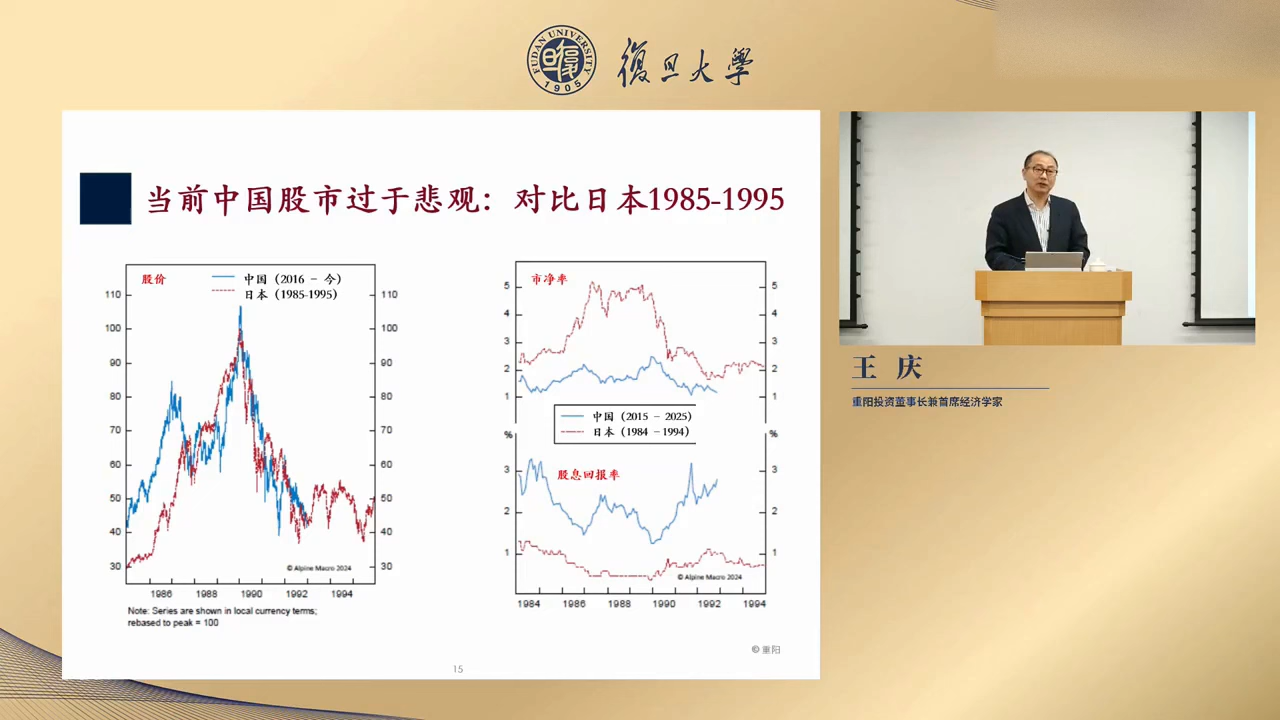 FUDAN UNIVERSITY
1905
復旦大學
当前中国股市过于悲观：对比日本1985-1995
股价
中国（2016 – 今）
日本（1985-1995）
110
100
90
80
70
60
50
40
30
110
100
90
80
70
60
50
40
30
© Alpine Macro 2024
1986 1988 1990 1992 1994
Note: Series are shown in local currency terms;
rebased to peak = 100
市净率
5
4
3
2
1
5
4
3
2
1
中国（2015 – 2025）
日本（1984 –1994）
%
3
2
1
%
3
2
1
股息回报率
© Alpine Macro 2024
1984 1986 1988 1990 1992 1994
© 重阳
15
王 庆
重阳投资董事长兼首席经济学家